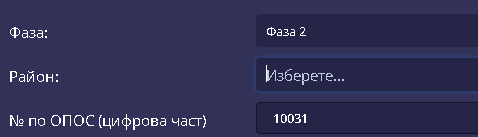 Фаза: Фаза 2
Район: Изберете...
№ по ОПОС (цифрова част) 10031